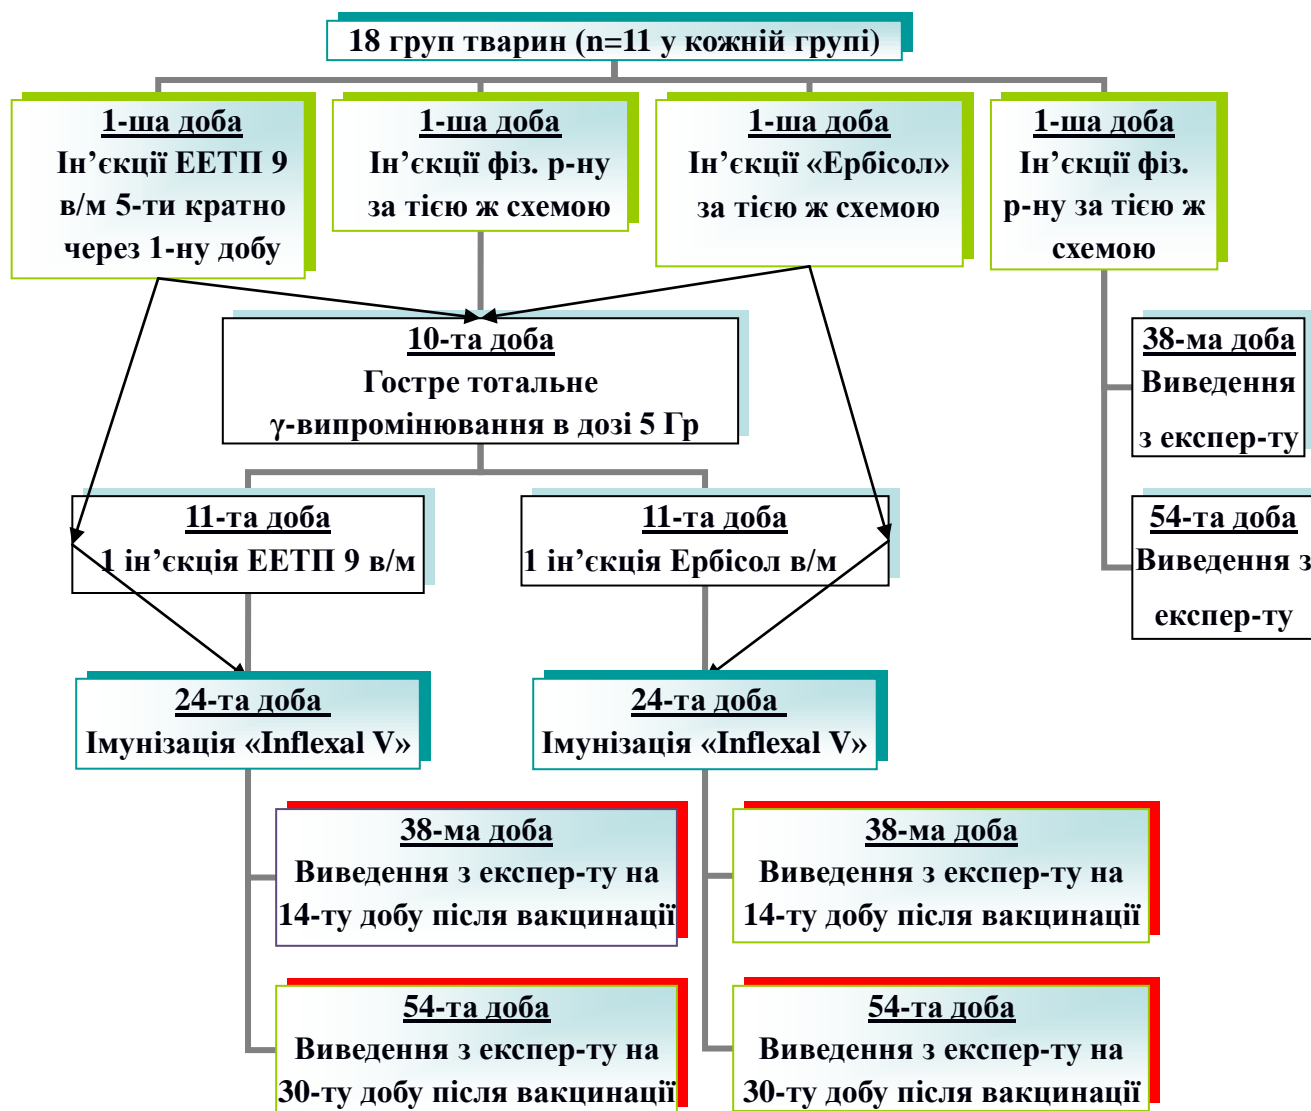 18 груп тварин (n=11 у кожній групі)
1-ша доба
Ін’єкції ЕЕТП 9
в/м 5-ти кратно
через 1-ну добу
1-ша доба
Ін’єкції фіз. р-ну
за тією ж схемою
1-ша доба
Ін’єкції «Ербісол»
за тією ж схемою
1-ша доба
Ін’єкції фіз.
р-ну за тією ж
схемою
10-та доба
Гостре тотальне
γ-випромінювання в дозі 5 Гр
38-ма доба
Виведення
з експер-ту
11-та доба
1 ін’єкція ЕЕТП 9 в/м
11-та доба
1 ін’єкція Ербісол в/м
54-та доба
Виведення з
експер-ту
24-та доба
Імунізація «Inflexal V»
24-та доба
Імунізація «Inflexal V»
38-ма доба
Виведення з експер-ту на
14-ту добу після вакцинації
38-ма доба
Виведення з експер-ту на
14-ту добу після вакцинації
54-та доба
Виведення з експер-ту на
30-ту добу після вакцинації
54-та доба
Виведення з експер-ту на
30-ту добу після вакцинації